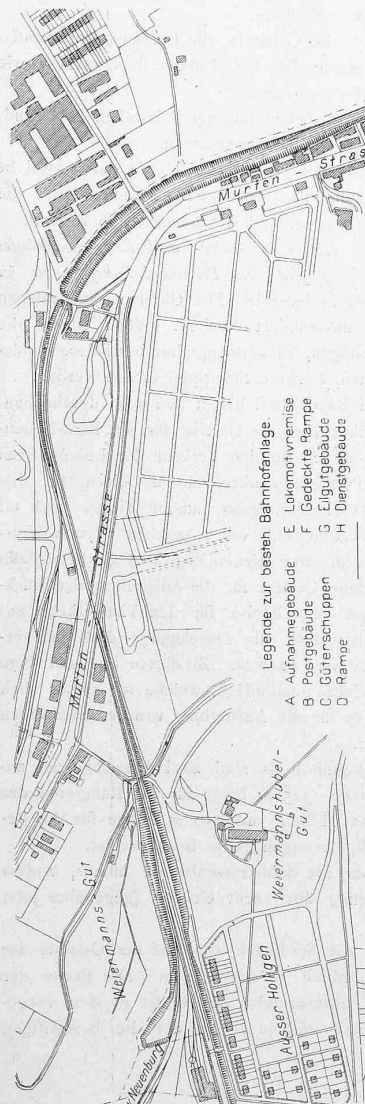 Murten - Strasse
Murten Strasse
Legende zur besteh. Bahnhofanlage.
A Aufnahmegebäude
B Postgebäude
C Güterschuppen
D Rampe
E Lokomotivremise
F Gedeckte Rampe
G Eilgutgebäude
H Dienstgebäude
Weiermanns Gut
Weiermannshubel-
Gut
Ausser Holligen
Neuenburg